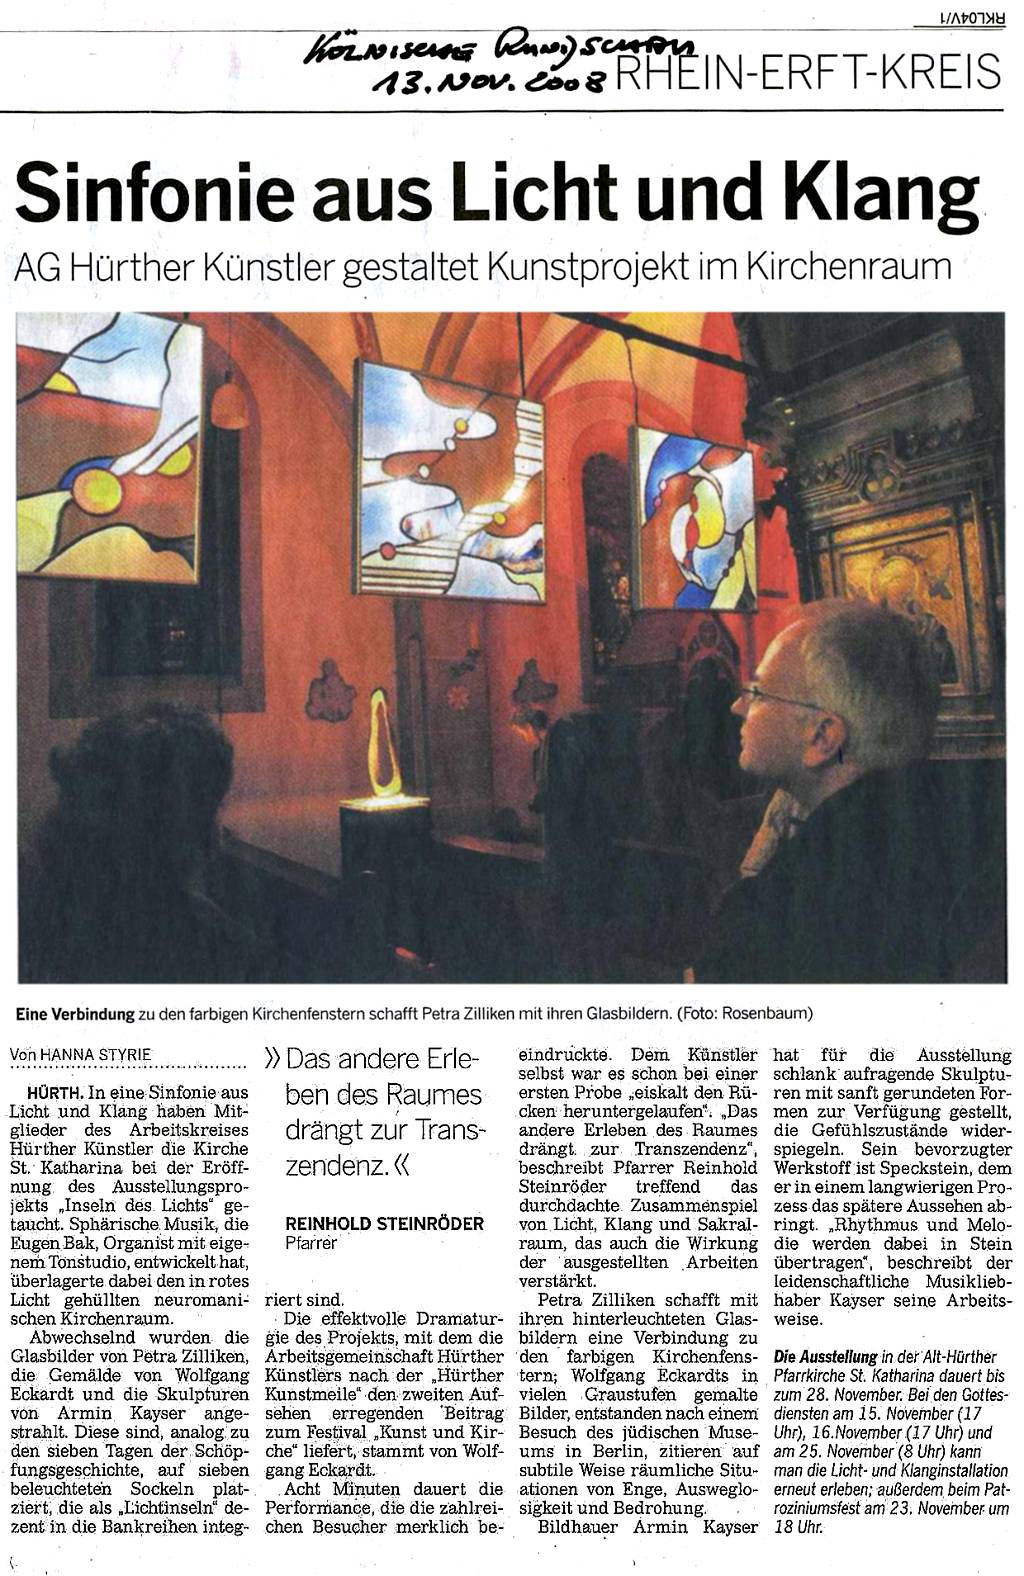 RKL04V/1
KÖLNISCHE RUNDSCHAU
13. NOV. 2008
RHEIN-ERFT-KREIS
Sinfonie aus Licht und Klang
AG Hürther Künstler gestaltet Kunstprojekt im Kirchenraum
Eine Verbindung zu den farbigen Kirchenfenstern schafft Petra Zilliken mit ihren Glasbildern. (Foto: Rosenbaum)
Von HANNA STYRIE
HÜRTH. In eine Sinfonie aus
Licht und Klang haben Mit-
glieder des Arbeitskreises
Hürther Künstler die Kirche
St. Katharina bei der Eröff-
nung des Ausstellungspro-
jekts „Inseln des Lichts“ ge-
taucht. Sphärische Musik, die
Eugen Bak, Organist mit eige-
nem Tonstudio, entwickelt hat,
überlagerte dabei den in rotes
Licht gehüllten neuromani-
schen Kirchenraum.
Abwechselnd wurden die
Glasbilder von Petra Zilliken,
die Gemälde von Wolfgang
Eckardt und die Skulpturen
von Armin Kayser ange-
strahlt. Diese sind, analog zu
den sieben Tagen der Schöp-
fungsgeschichte, auf sieben
beleuchteten Sockeln plat-
ziert, die als „Lichtinseln“ de-
zent in die Bankreihen integ-
» Das andere Erle-
ben des Raumes
drängt zur Trans-
zendenz. «
REINHOLD STEINRÖDER
Pfarrer
riert sind.
Die effektvolle Dramatur-
gie des Projekts, mit dem die
Arbeitsgemeinschaft Hürther
Künstlers nach der „Hürther
Kunstmeile“ den zweiten Auf-
sehen erregenden Beitrag
zum Festival „Kunst und Kir-
che“ liefert, stammt von Wolf-
gang Eckardt.
Acht Minuten dauert die
Performance, die die zahlrei-
chen Besucher merklich be-
eindruckte. Dem Künstler
selbst war es schon bei einer
ersten Probe „eiskalt den Rü-
cken heruntergelaufen“. „Das
andere Erleben des Raumes
drängt zur Transzendenz“,
beschreibt Pfarrer Reinhold
Steinröder treffend das
durchdachte Zusammenspiel
von Licht, Klang und Sakral-
raum, das auch die Wirkung
der ausgestellten Arbeiten
verstärkt.
Petra Zilliken schafft mit
ihren hinterleuchteten Glas-
bildern eine Verbindung zu
den farbigen Kirchenfens-
tern; Wolfgang Eckardts in
vielen Graustufen gemalte
Bilder, entstanden nach einem
Besuch des jüdischen Muse-
ums in Berlin, zitieren auf
subtile Weise räumliche Situ-
ationen von Enge, Ausweglo-
sigkeit und Bedrohung.
Bildhauer Armin Kayser
hat für die Ausstellung
schlank aufragende Skulptu-
ren mit sanft gerundeten For-
men zur Verfügung gestellt,
die Gefühlszustände wider-
spiegeln. Sein bevorzugter
Werkstoff ist Speckstein, dem
er in einem langwierigen Pro-
zess das spätere Aussehen ab-
ringt. „Rhythmus und Melo-
die werden dabei in Stein
übertragen“, beschreibt der
leidenschaftliche Musiklieb-
haber Kayser seine Arbeits-
weise.
Die Ausstellung in der Alt-Hürther
Pfarrkirche St. Katharina dauert bis
zum 28. November. Bei den Gottes-
diensten am 15. November (17
Uhr), 16.November (17 Uhr) und
am 25. November (8 Uhr) kann
man die Licht- und Klanginstallation
erneut erleben; außerdem beim Pat-
roziniumsfest am 23. November um
18 Uhr.